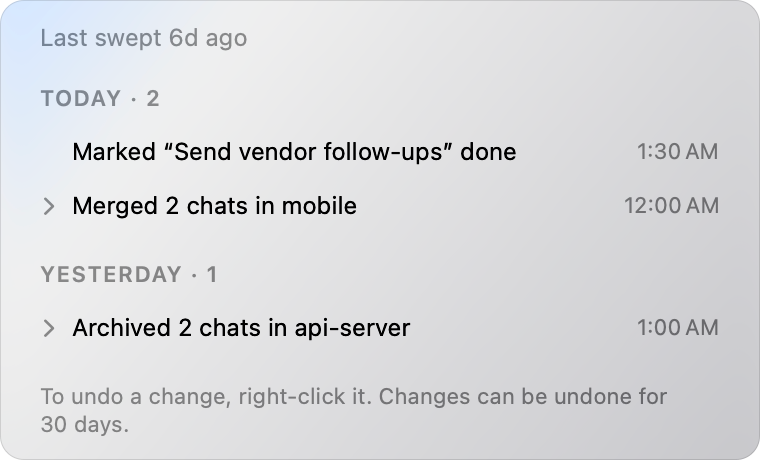 Last swept 6d ago
TODAY · 2
Marked “Send vendor follow-ups” done 1:30 AM
Merged 2 chats in mobile 12:00 AM
YESTERDAY · 1
Archived 2 chats in api-server 1:00 AM
To undo a change, right-click it. Changes can be undone for
30 days.